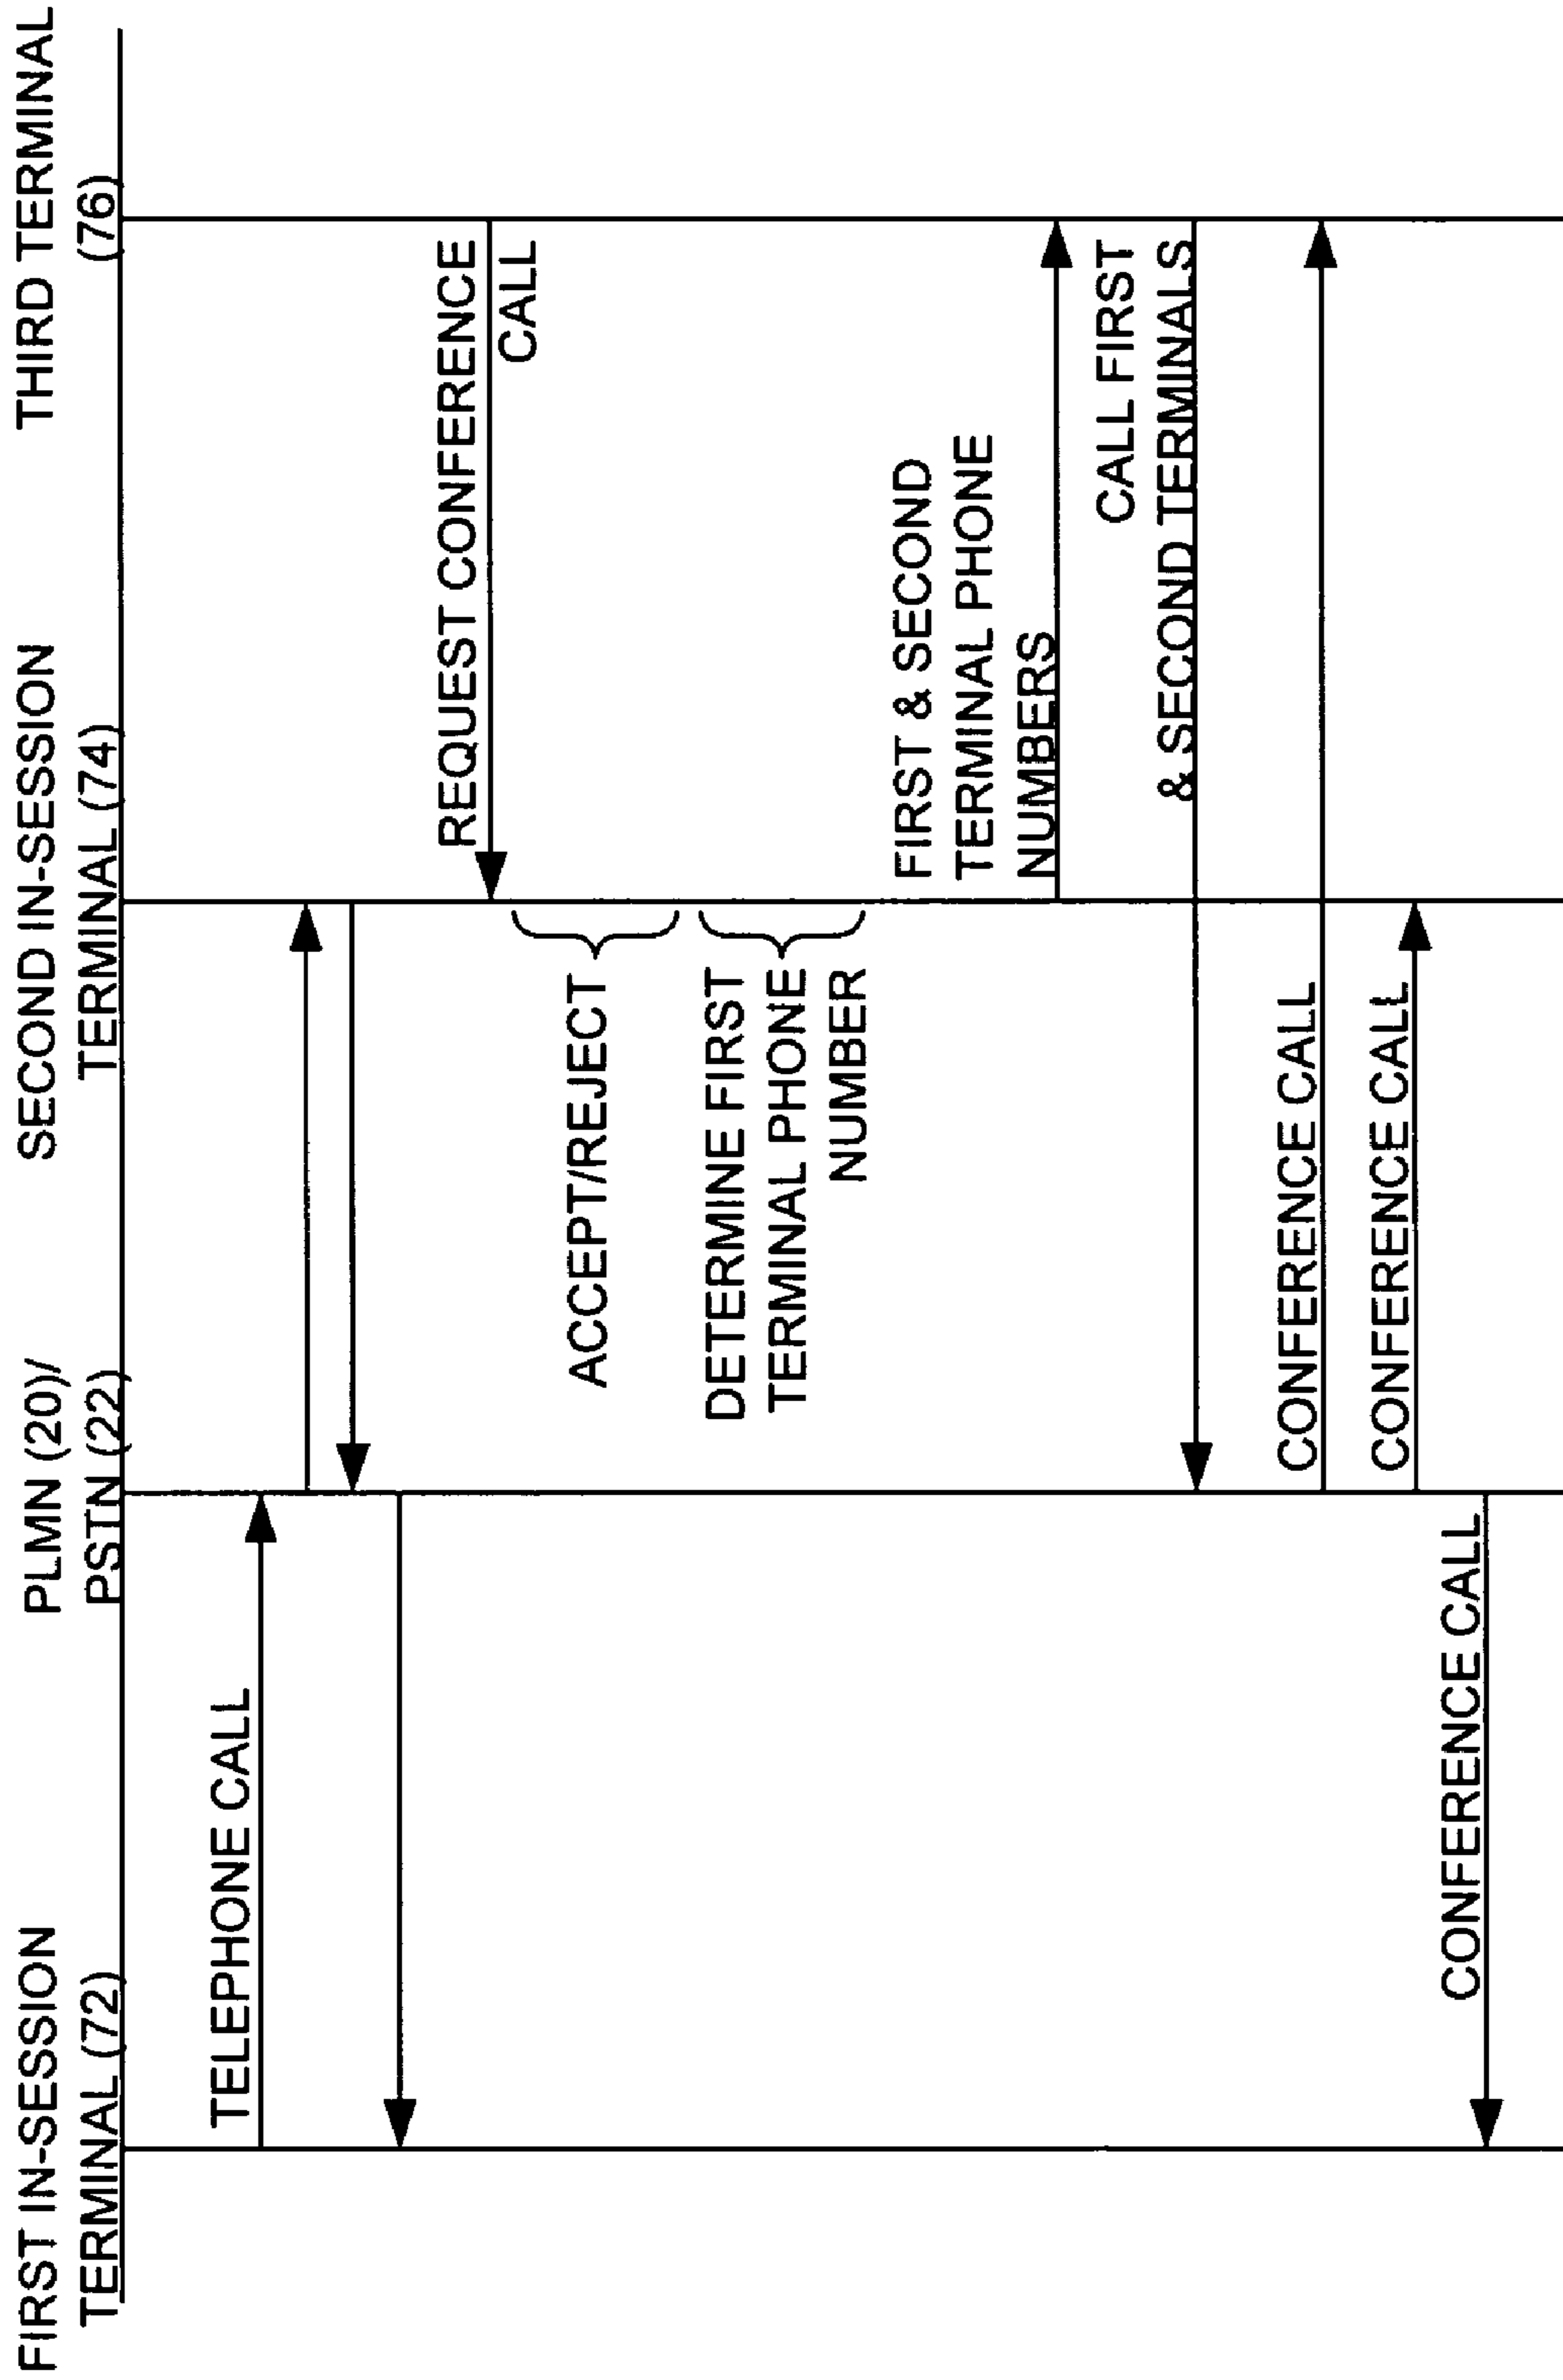 FIRST IN-SESSION
TERMINAL (72)
PLMN (20)/
PSTN (22)
SECOND IN-SESSION
TERMINAL (74)
THIRD TERMINAL
(76)
TELEPHONE CALL
REQUEST CONFERENCE
CALL
ACCEPT/REJECT
DETERMINE FIRST
TERMINAL PHONE
NUMBER
FIRST & SECOND
TERMINAL PHONE
NUMBERS
CALL FIRST
& SECOND TERMINALS
CONFERENCE CALL
CONFERENCE CALL
CONFERENCE CALL